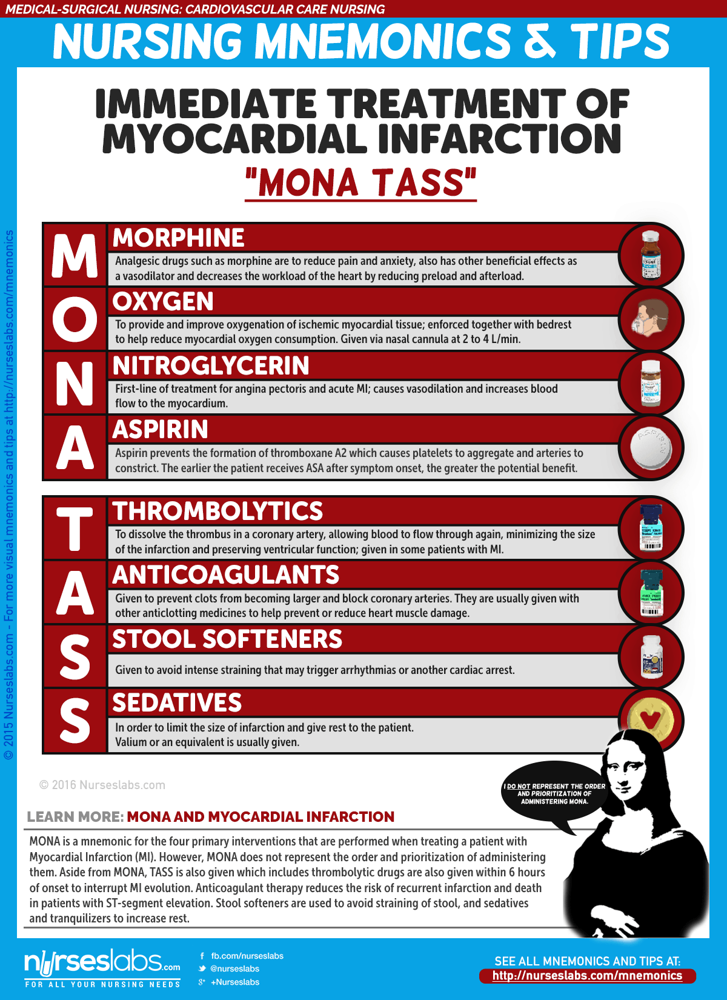 MEDICAL-SURGICAL NURSING: CARDIOVASCULAR CARE NURSING
NURSING MNEMONICS & TIPS
IMMEDIATE TREATMENT OF
MYOCARDIAL INFARCTION
"MONA TASS"
M
MORPHINE
Analgesic drugs such as morphine are to reduce pain and anxiety, also has other beneficial effects as
a vasodilator and decreases the workload of the heart by reducing preload and afterload.
O
OXYGEN
To provide and improve oxygenation of ischemic myocardial tissue; enforced together with bedrest
to help reduce myocardial oxygen consumption. Given via nasal cannula at 2 to 4 L/min.
N
NITROGLYCERIN
First-line of treatment for angina pectoris and acute MI; causes vasodilation and increases blood
flow to the myocardium.
A
ASPIRIN
Aspirin prevents the formation of thromboxane A2 which causes platelets to aggregate and arteries to
constrict. The earlier the patient receives ASA after symptom onset, the greater the potential benefit.
ASPIRIN
T
THROMBOLYTICS
To dissolve the thrombus in a coronary artery, allowing blood to flow through again, minimizing the size
of the infarction and preserving ventricular function; given in some patients with MI.
A
ANTICOAGULANTS
Given to prevent clots from becoming larger and block coronary arteries. They are usually given with
other anticlotting medicines to help prevent or reduce heart muscle damage.
S
STOOL SOFTENERS
Given to avoid intense straining that may trigger arrhythmias or another cardiac arrest.
S
SEDATIVES
In order to limit the size of infarction and give rest to the patient.
Valium or an equivalent is usually given.
© 2015 Nurseslabs.com - For more visual mnemonics and tips at http://nurseslabs.com/mnemonics
© 2016 Nurseslabs.com
I DO NOT REPRESENT THE ORDER
AND PRIORITIZATION OF
ADMINISTERING MONA.
LEARN MORE: MONA AND MYOCARDIAL INFARCTION
MONA is a mnemonic for the four primary interventions that are performed when treating a patient with
Myocardial Infarction (MI). However, MONA does not represent the order and prioritization of administering
them. Aside from MONA, TASS is also given which includes thrombolytic drugs are also given within 6 hours
of onset to interrupt MI evolution. Anticoagulant therapy reduces the risk of recurrent infarction and death
in patients with ST-segment elevation. Stool softeners are used to avoid straining of stool, and sedatives
and tranquilizers to increase rest.
nurseslabs.com
FOR ALL YOUR NURSING NEEDS
f fb.com/nurseslabs
@nurseslabs
g+ +Nurseslabs
SEE ALL MNEMONICS AND TIPS AT:
http://nurseslabs.com/mnemonics